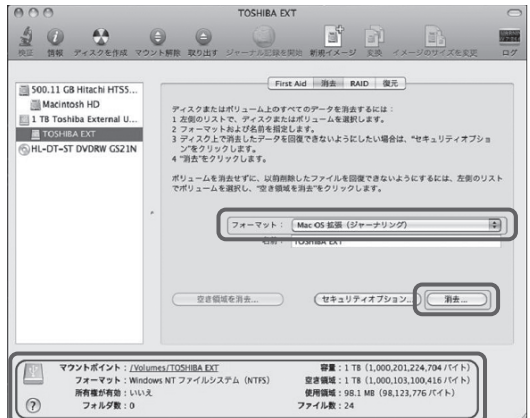 TOSHIBA EXT
検証 情報 ディスクを作成 マウント解除 取り出す ジャーナル記録を開始 新規イメージ 変換 イメージのサイズを変更 ログ
500.11 GB Hitachi HTS5...
Macintosh HD
1 TB Toshiba External U...
TOSHIBA EXT
HL-DT-ST DVDRW GS21N
First Aid 消去 RAID 復元
ディスクまたはボリューム上のすべてのデータを消去するには：
1 左側のリストで、ディスクまたはボリュームを選択します。
2 フォーマットおよび名前を指定します。
3 ディスク上で消去したデータを回復できないようにしたい場合は、“セキュリティオプション”をクリックします。
4 “消去”をクリックします。
ボリュームを消去せずに、以前削除したファイルを回復できないようにするには、左側のリストでボリュームを選択し、“空き領域を消去”をクリックします。
フォーマット： Mac OS 拡張（ジャーナリング）
名前： TOSHIBA EXT
空き領域を消去... セキュリティオプション... 消去...
マウントポイント：/Volumes/TOSHIBA EXT
フォーマット：Windows NT ファイルシステム（NTFS）
所有権が有効：いいえ
フォルダ数：0
容量：1 TB（1,000,201,224,704 バイト）
空き領域：1 TB（1,000,103,100,416 バイト）
使用領域：98.1 MB（98,123,776 バイト）
ファイル数：24
?